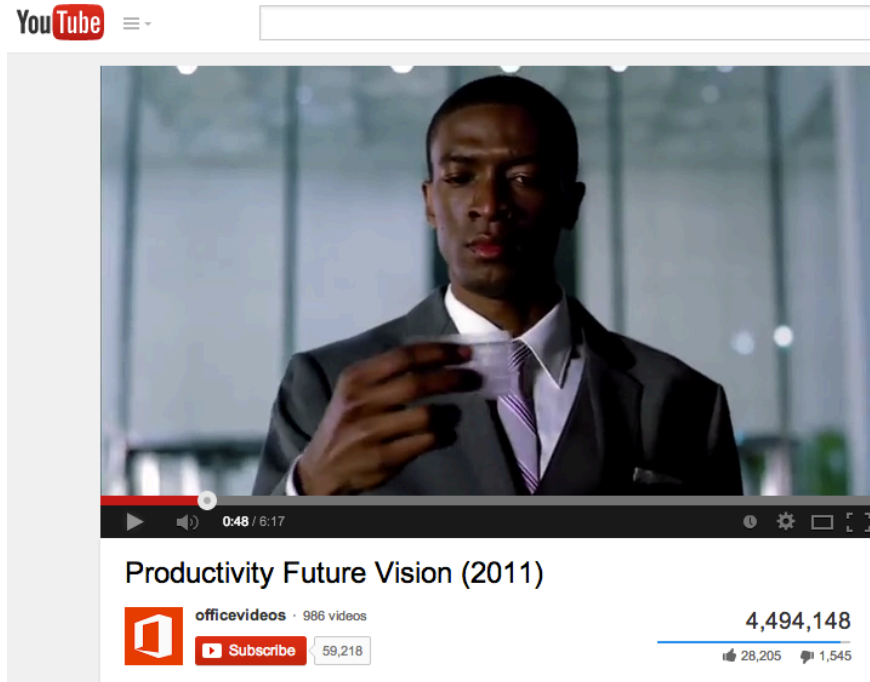 YouTube
0:48 / 6:17
Productivity Future Vision (2011)
officevideos · 986 videos
4,494,148
Subscribe 59,218
28,205 1,545